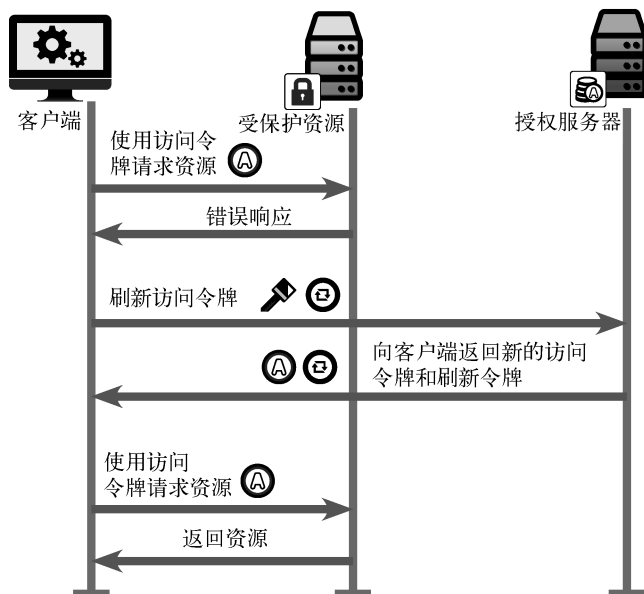 客户端
受保护资源
授权服务器
使用访问令
牌请求资源
A
错误响应
刷新访问令牌
向客户端返回新的访问
令牌和刷新令牌
A
使用访问
令牌请求资源
A
返回资源
A